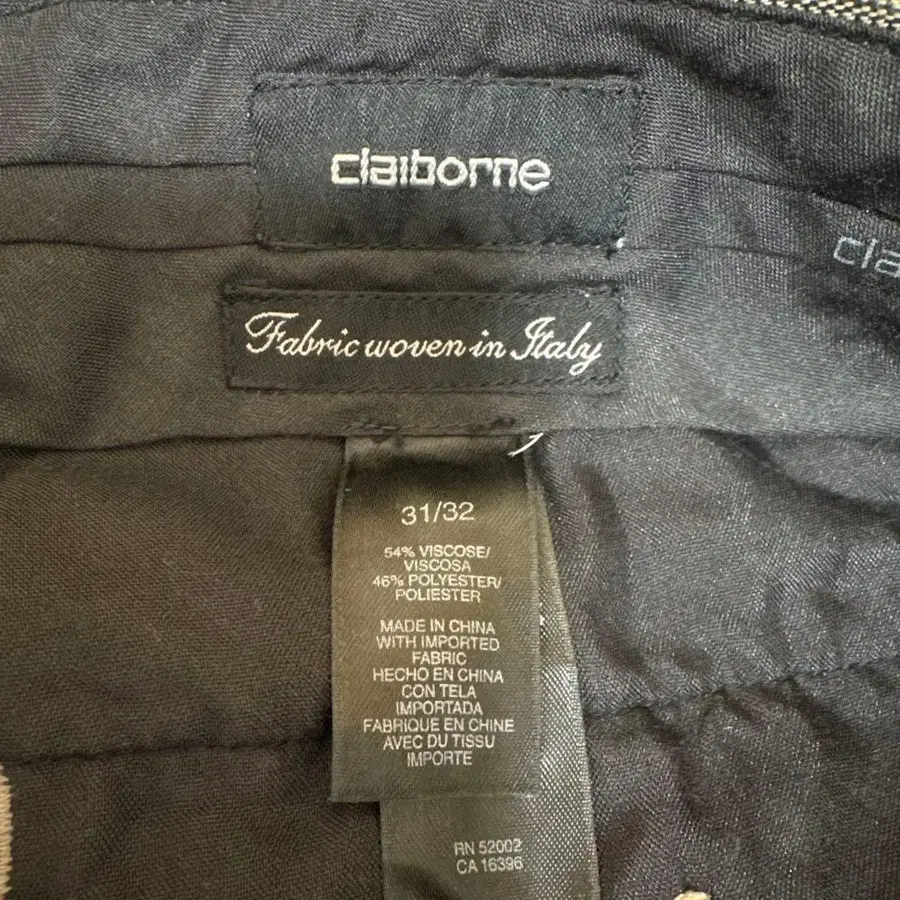 claiborne
cla
Fabric woven in Italy
31/32
54% VISCOSE/
VISCOSA
46% POLYESTER/
POLIESTER
MADE IN CHINA
WITH IMPORTED
FABRIC
HECHO EN CHINA
CON TELA
IMPORTADA
FABRIQUE EN CHINE
AVEC DU TISSU
IMPORTE
RN 52002
CA 16396